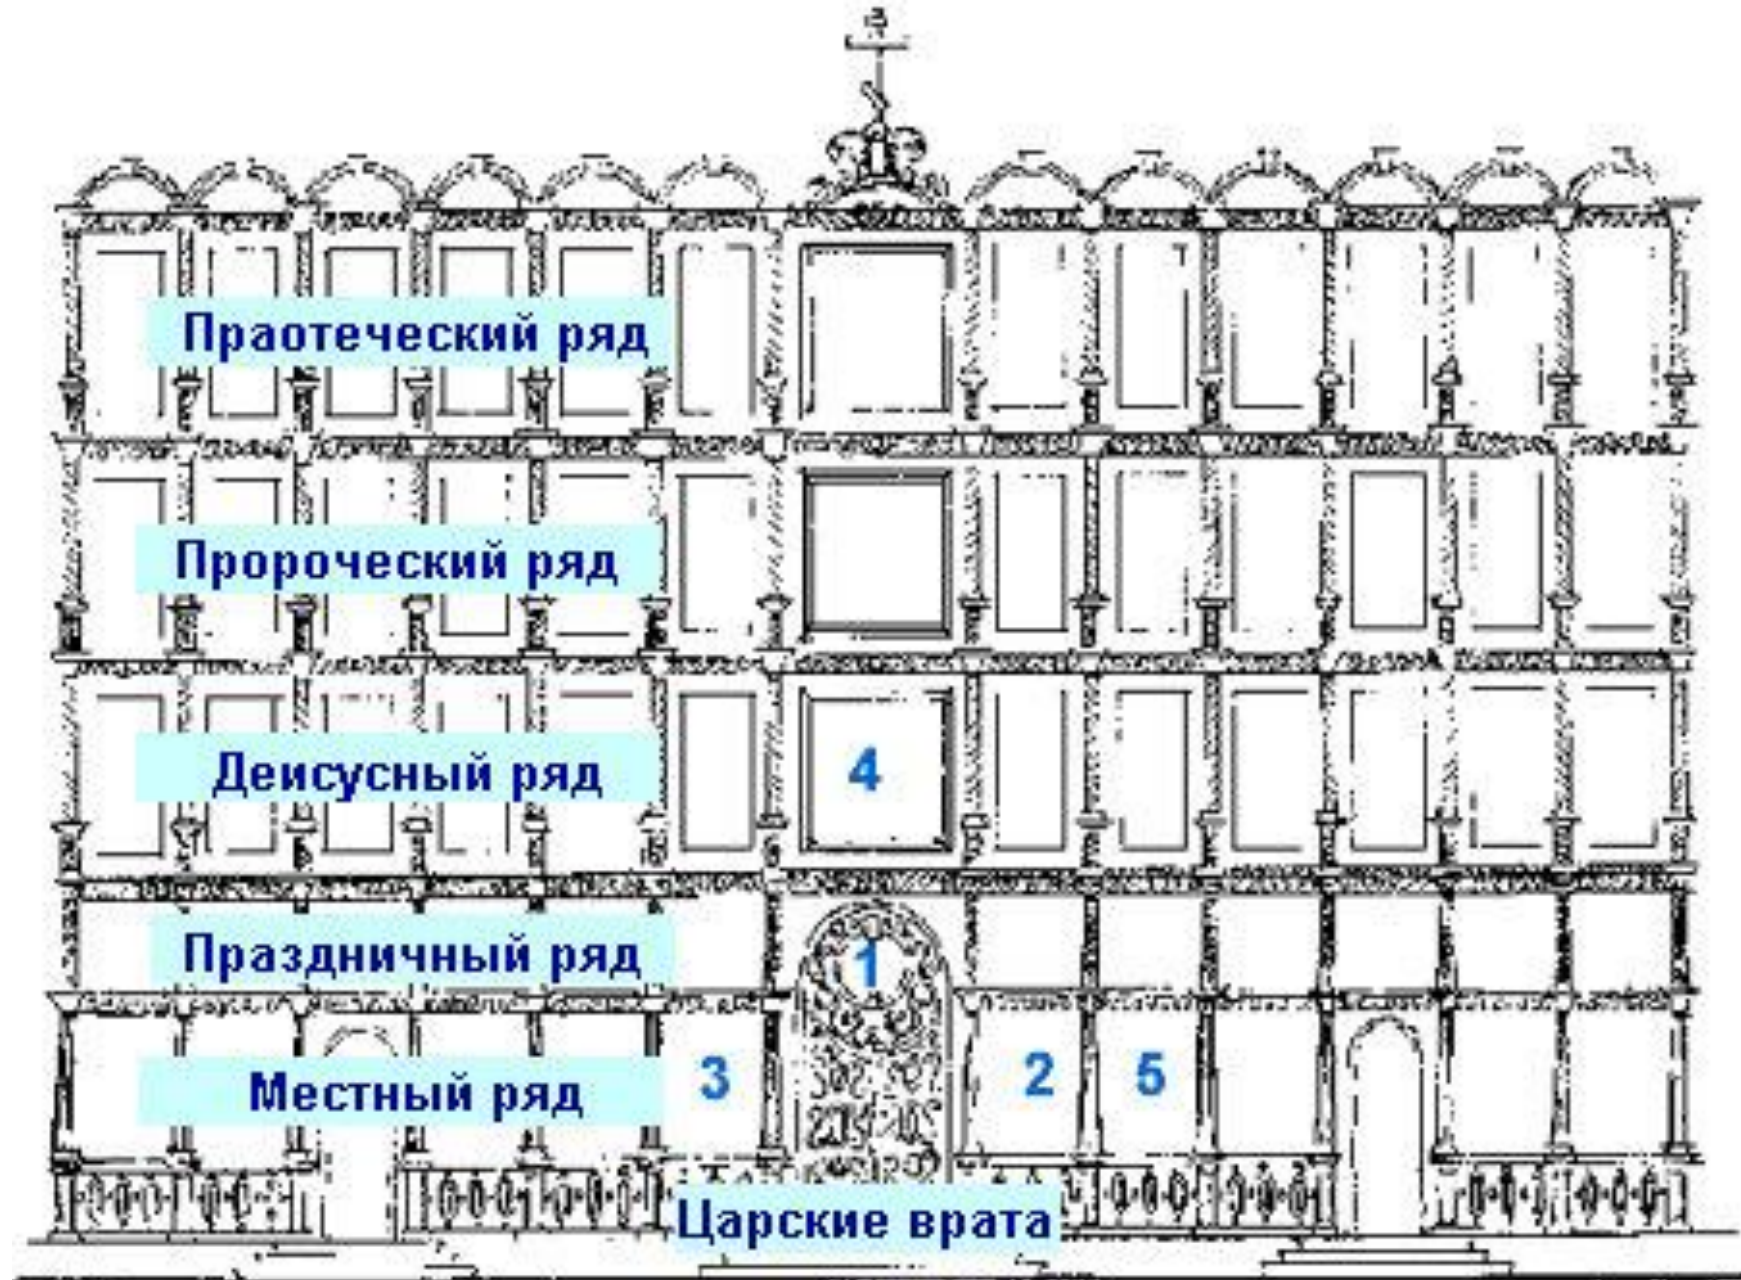 Праотеческий ряд
Пророческий ряд
Деисусный ряд
4
Праздничный ряд
1
Местный ряд
3
2
5
Царские врата